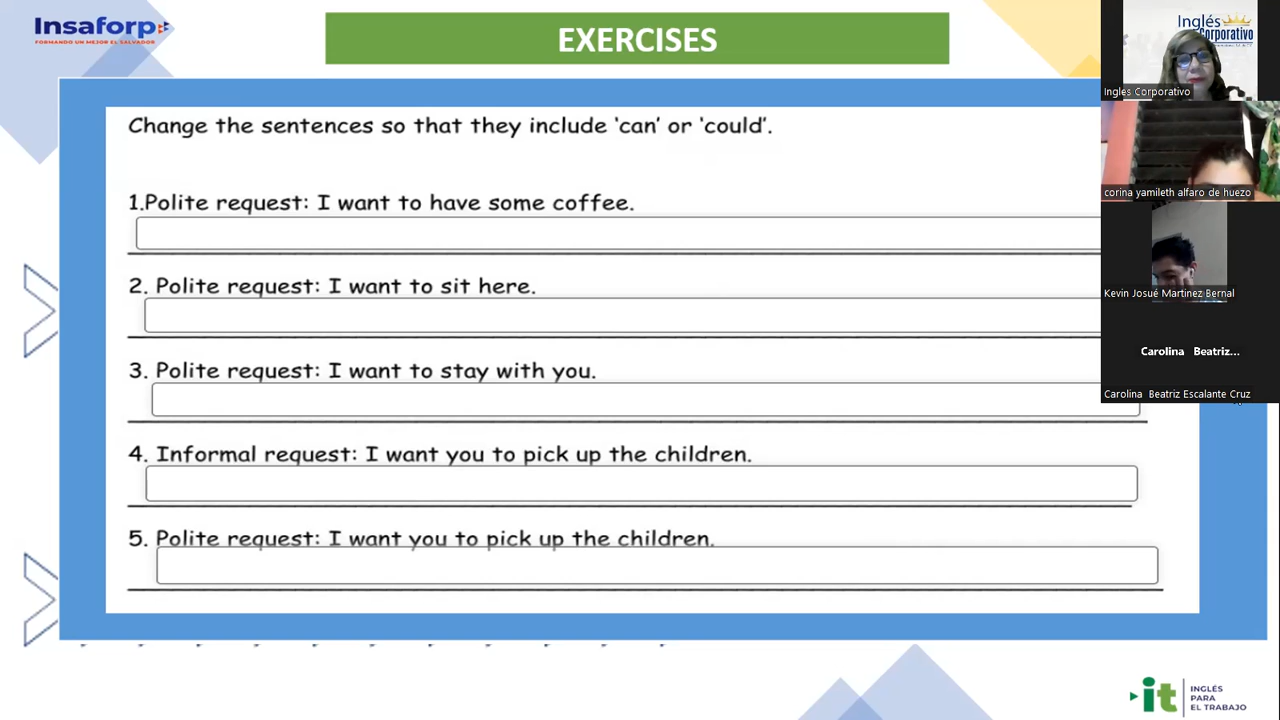 Insaforp
FORMANDO UN MEJOR EL SALVADOR
EXERCISES
Change the sentences so that they include 'can' or 'could'.
1.Polite request: I want to have some coffee.
2. Polite request: I want to sit here.
3. Polite request: I want to stay with you.
4. Informal request: I want you to pick up the children.
5. Polite request: I want you to pick up the children.
Inglés
Corporativo
Ingles Corporativo
corina yamileth alfaro de huezo
Kevin Josué Martinez Bernal
Carolina Beatriz...
Carolina Beatriz Escalante Cruz
it
INGLÉS
PARA
EL TRABAJO